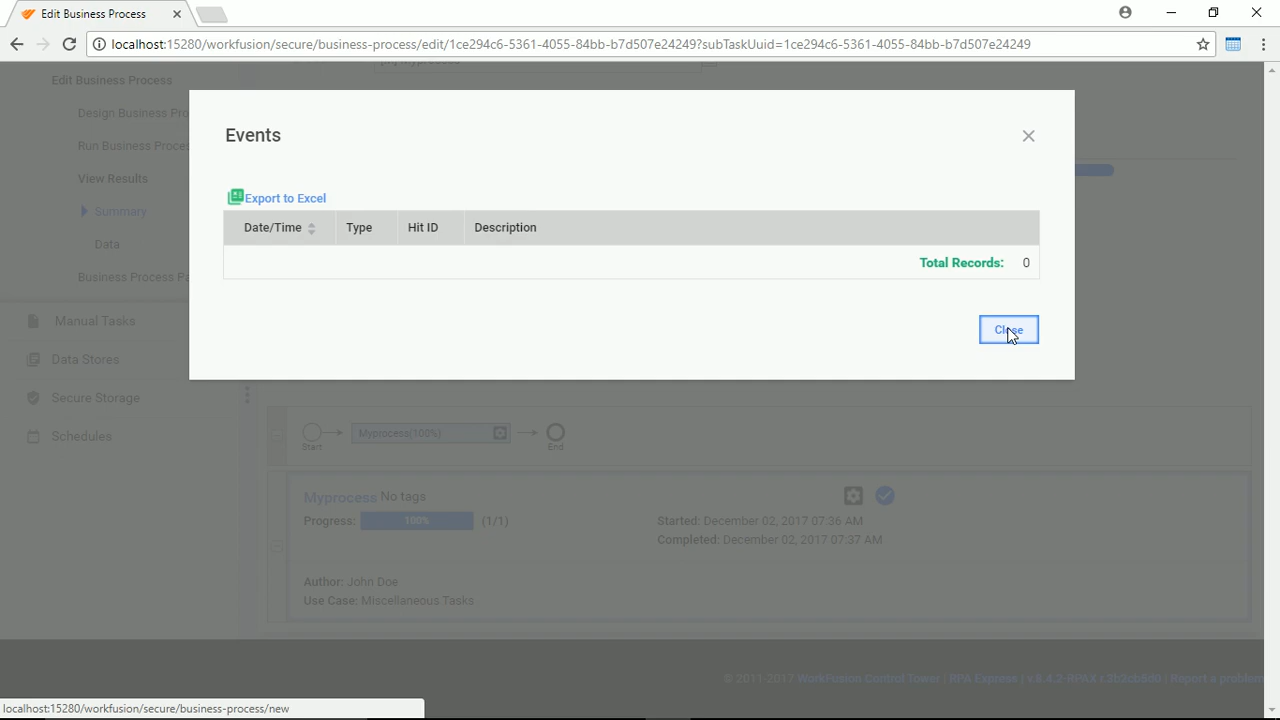 Edit Business Process
localhost:15280/workfusion/secure/business-process/edit/1ce294c6-5361-4055-84bb-b7d507e24249?subTaskUuid=1ce294c6-5361-4055-84bb-b7d507e24249
Edit Business Process
Design Business Pro
Run Business Proces
View Results
Summary
Data
Business Process Pa
Manual Tasks
Data Stores
Secure Storage
Schedules
Events
Export to Excel
Date/Time Type Hit ID Description
Total Records: 0
Close
Myprocess(100%)
Start End
Myprocess No tags
Progress: 100% (1/1)
Started: December 02, 2017 07:36 AM
Completed: December 02, 2017 07:37 AM
Author: John Doe
Use Case: Miscellaneous Tasks
© 2011-2017 WorkFusion Control Tower | RPA Express | Report a problem
localhost:15280/workfusion/secure/business-process/new